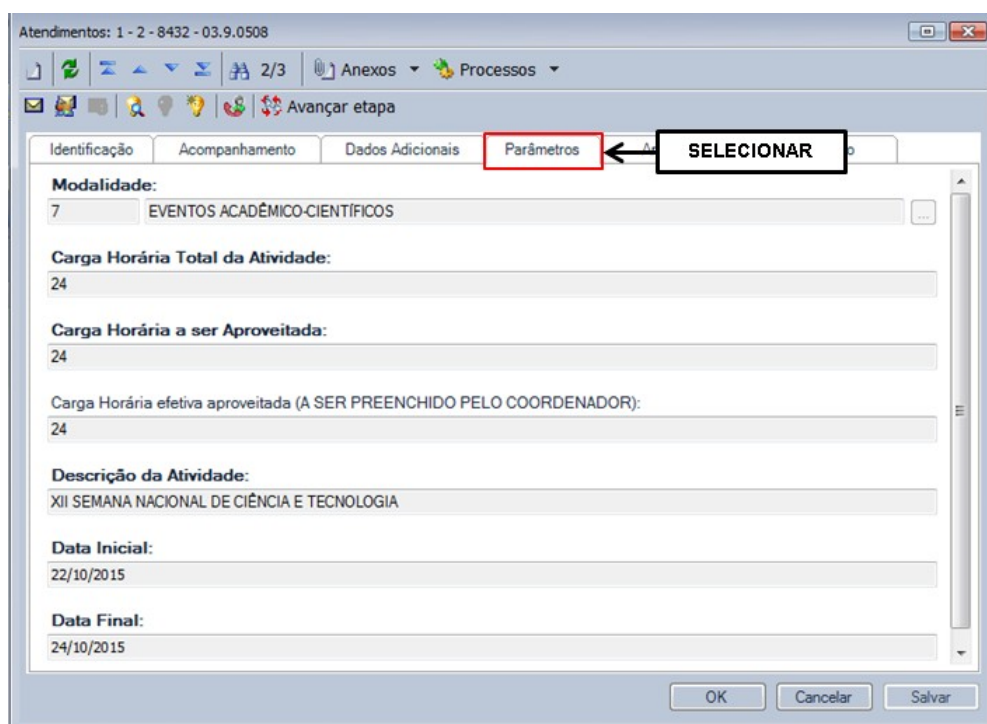 Atendimentos: 1 - 2 - 8432 - 03.9.0508
2/3 Anexos Processos
Avançar etapa
Identificação Acompanhamento Dados Adicionais Parâmetros SELECIONAR
Modalidade:
7 EVENTOS ACADÊMICO-CIENTÍFICOS ...
Carga Horária Total da Atividade:
24
Carga Horária a ser Aproveitada:
24
Carga Horária efetiva aproveitada (A SER PREENCHIDO PELO COORDENADOR):
24
Descrição da Atividade:
XII SEMANA NACIONAL DE CIÊNCIA E TECNOLOGIA
Data Inicial:
22/10/2015
Data Final:
24/10/2015
OK Cancelar Salvar